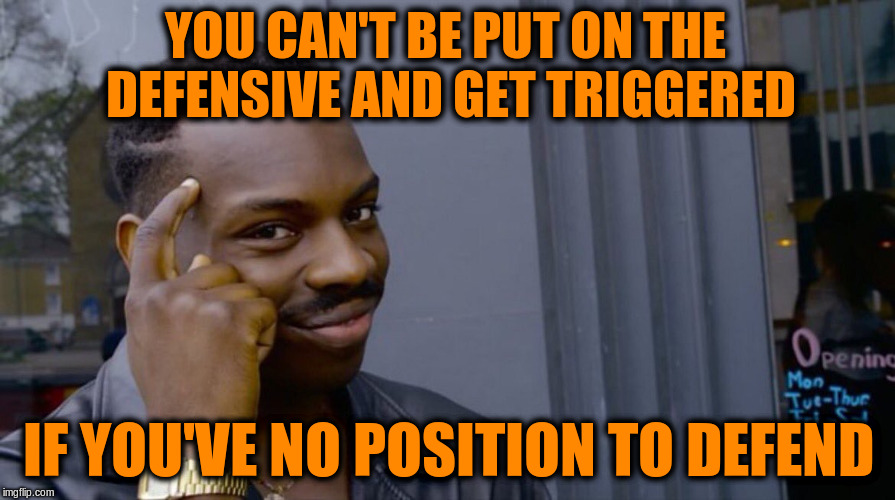 YOU CAN'T BE PUT ON THE
DEFENSIVE AND GET TRIGGERED
Opening
Mon
Tue-Thur
IF YOU'VE NO POSITION TO DEFEND
imgflip.com